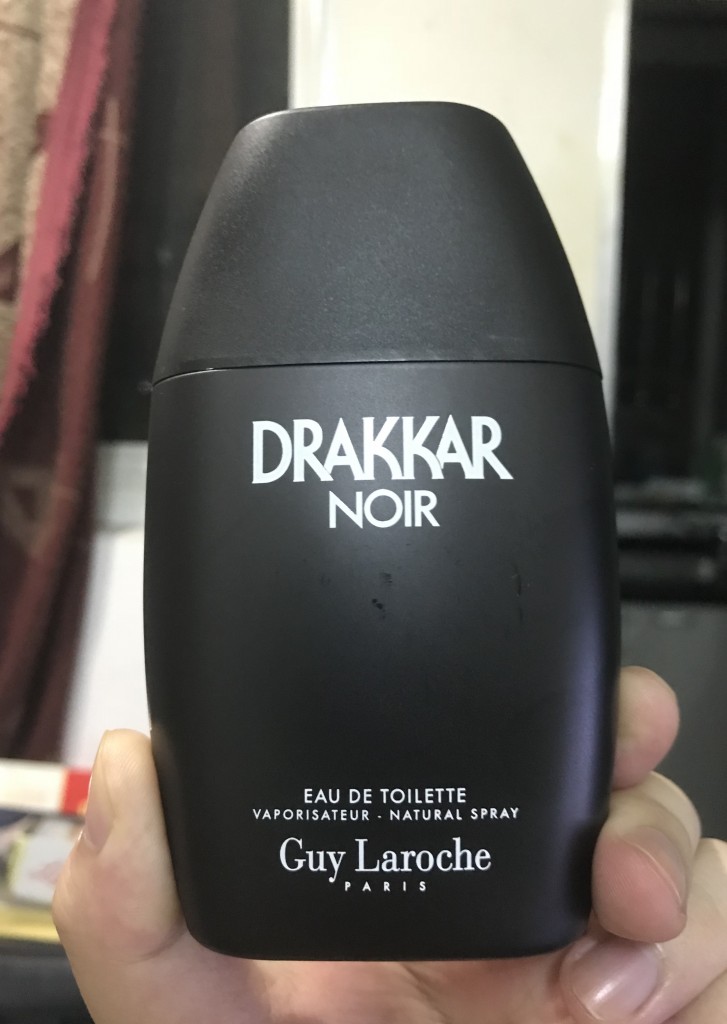 DRAKKAR
NOIR
EAU DE TOILETTE
VAPORISATEUR - NATURAL SPRAY
Guy Laroche
PARIS